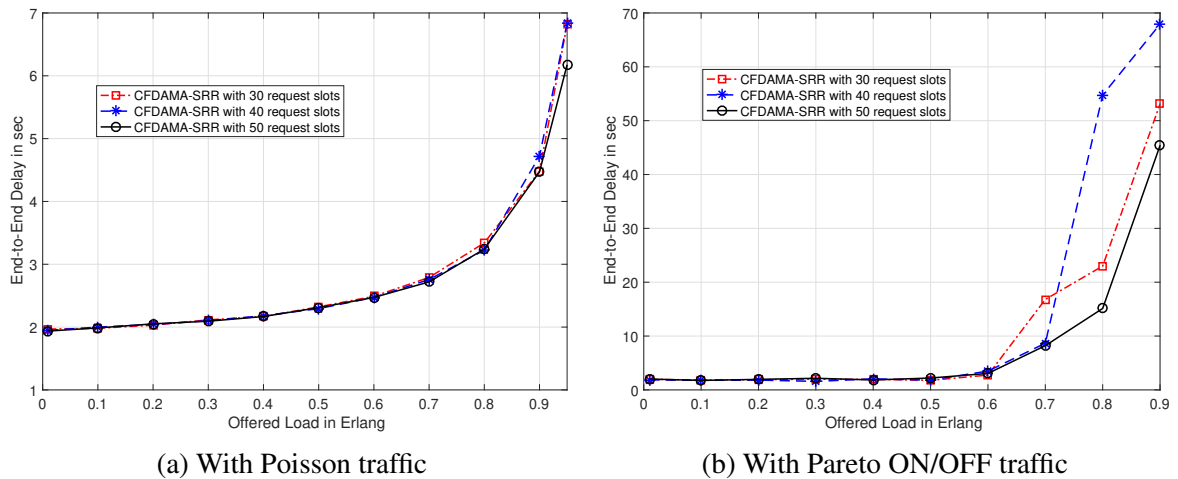 7
6
5
4
3
2
1
End-to-End Delay in sec
CFDAMA-SRR with 30 request slots
CFDAMA-SRR with 40 request slots
CFDAMA-SRR with 50 request slots
0 0.1 0.2 0.3 0.4 0.5 0.6 0.7 0.8 0.9
Offered Load in Erlang
(a) With Poisson traffic
70
60
50
40
30
20
10
0
End-to-End Delay in sec
CFDAMA-SRR with 30 request slots
CFDAMA-SRR with 40 request slots
CFDAMA-SRR with 50 request slots
0 0.1 0.2 0.3 0.4 0.5 0.6 0.7 0.8 0.9
Offered Load in Erlang
(b) With Pareto ON/OFF traffic